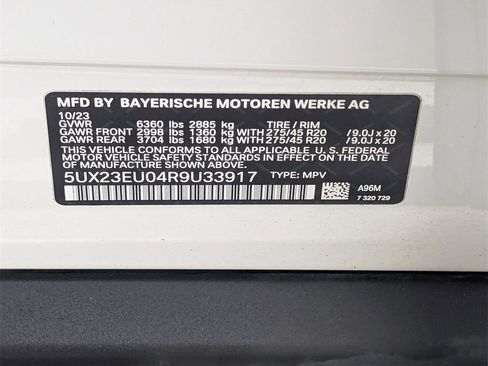 MFD BY BAYERISCHE MOTOREN WERKE AG
10/23
GVWR 6360 lbs 2885 kg TIRE / RIM
GAWR FRONT 2998 lbs 1360 kg WITH 275/45 R20 / 9.0J x 20
GAWR REAR 3704 lbs 1680 kg WITH 275/45 R20 / 9.0J x 20
THIS VEHICLE CONFORMS TO ALL APPLICABLE U. S. FEDERAL
MOTOR VEHICLE SAFETY STANDARDS IN EFFECT
ON THE DATE OF MANUFACTURE SHOWN ABOVE.
5UX23EU04R9U33917 TYPE: MPV
A96M
7 320 729